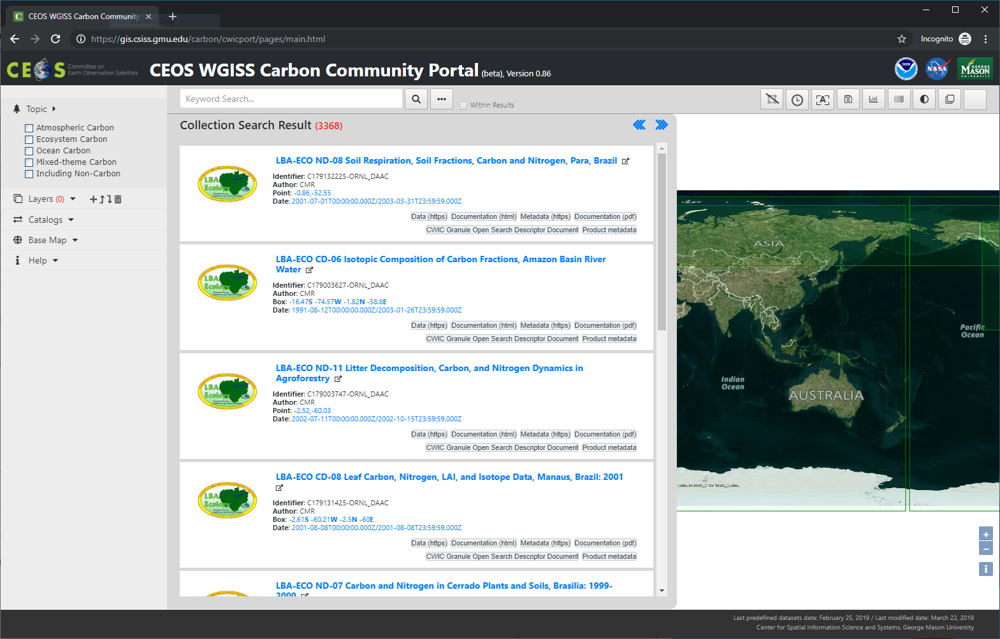 CEOS WGISS Carbon Community
https://gis.csiss.gmu.edu/carbon/cwicport/pages/main.html
Incognito
CEOS
Committee on
Earth Observation Satellites
CEOS WGISS Carbon Community Portal (beta), Version 0.86
NASA
GEORGE
MASON
UNIVERSITY
Topic
Atmospheric Carbon
Ecosystem Carbon
Ocean Carbon
Mixed-theme Carbon
Including Non-Carbon
Layers (0)
Catalogs
Base Map
Help
Keyword Search...
Within Results
Collection Search Result (3368)
LBA-ECO ND-08 Soil Respiration, Soil Fractions, Carbon and Nitrogen, Para, Brazil
LBA
Ecology
Identifier: C179132225-ORNL_DAAC
Author: CMR
Point: -0.86,-52.55
Date: 2001-07-01T00:00:00.000Z/2003-03-31T23:59:59.000Z
Data (https) Documentation (html) Metadata (https) Documentation (pdf)
CWIC Granule Open Search Descriptor Document Product metadata
LBA-ECO CD-06 Isotopic Composition of Carbon Fractions, Amazon Basin River
Water
LBA
Ecology
Identifier: C179003627-ORNL_DAAC
Author: CMR
Box: -16.47S -74.57W -1.82N -58.8E
Date: 1991-08-12T00:00:00.000Z/2003-01-26T23:59:59.000Z
Data (https) Documentation (html) Metadata (https) Documentation (pdf)
CWIC Granule Open Search Descriptor Document Product metadata
LBA-ECO ND-11 Litter Decomposition, Carbon, and Nitrogen Dynamics in
Agroforestry
LBA
Ecology
Identifier: C179003747-ORNL_DAAC
Author: CMR
Point: -2.52,-60.03
Date: 2002-07-11T00:00:00.000Z/2002-10-15T23:59:59.000Z
Data (https) Documentation (html) Metadata (https) Documentation (pdf)
CWIC Granule Open Search Descriptor Document Product metadata
LBA-ECO CD-08 Leaf Carbon, Nitrogen, LAI, and Isotope Data, Manaus, Brazil: 2001
LBA
Ecology
Identifier: C179131425-ORNL_DAAC
Author: CMR
Box: -2.61S -60.21W -2.5N -60E
Date: 2001-08-08T00:00:00.000Z/2001-08-08T23:59:59.000Z
Data (https) Documentation (html) Metadata (https) Documentation (pdf)
CWIC Granule Open Search Descriptor Document Product metadata
LBA-ECO ND-07 Carbon and Nitrogen in Cerrado Plants and Soils, Brasilia: 1999-
2000
ASIA
Pacific
Ocean
Indian
Ocean
AUSTRALIA
Last predefined datasets date: February 25, 2019 / Last modified date: March 22, 2019
Center for Spatial Information Science and Systems, George Mason University